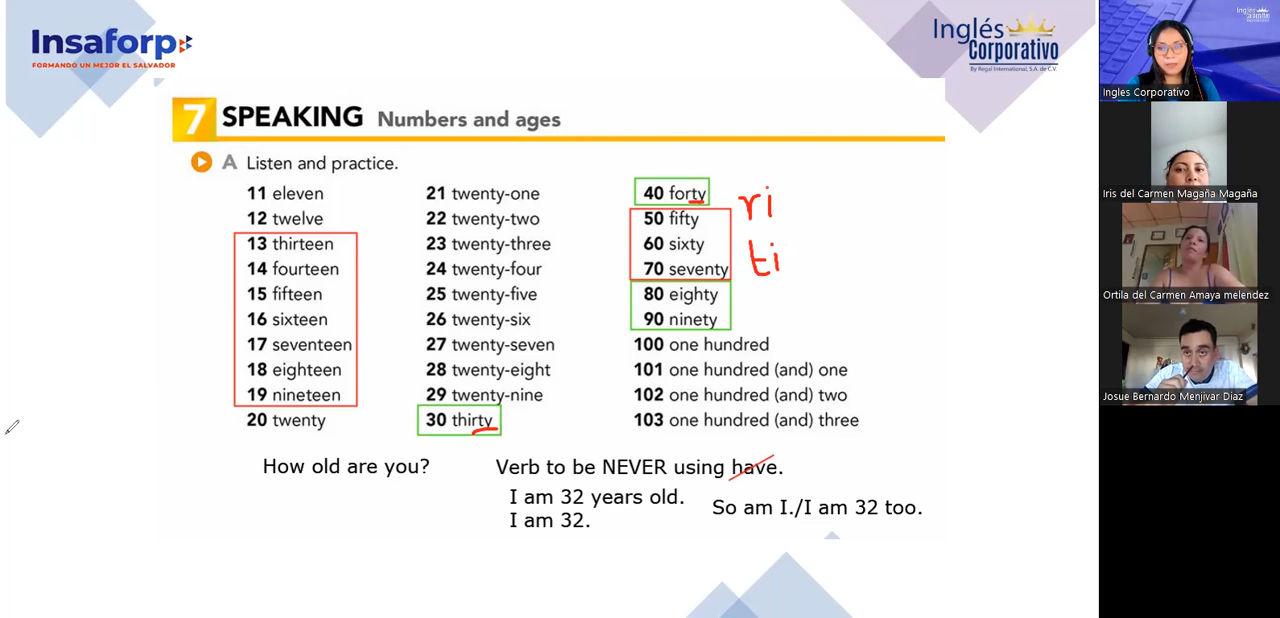 Insaforp
FORMANDO UN MEJOR EL SALVADOR
Inglés
Corporativo
By Regal International, S.A. de C.V.
7 SPEAKING Numbers and ages
A Listen and practice.
11 eleven
12 twelve
13 thirteen
14 fourteen
15 fifteen
16 sixteen
17 seventeen
18 eighteen
19 nineteen
20 twenty
21 twenty-one
22 twenty-two
23 twenty-three
24 twenty-four
25 twenty-five
26 twenty-six
27 twenty-seven
28 twenty-eight
29 twenty-nine
30 thirty
40 forty
50 fifty
60 sixty
70 seventy
80 eighty
90 ninety
100 one hundred
101 one hundred (and) one
102 one hundred (and) two
103 one hundred (and) three
ri
ti
How old are you?
Verb to be NEVER using have.
I am 32 years old.
I am 32.
So am I./I am 32 too.
Inglés
Corporativo
Ingles Corporativo
Iris del Carmen Magaña Magaña
Ortila del Carmen Amaya melendez
Josue Bernardo Menjivar Diaz